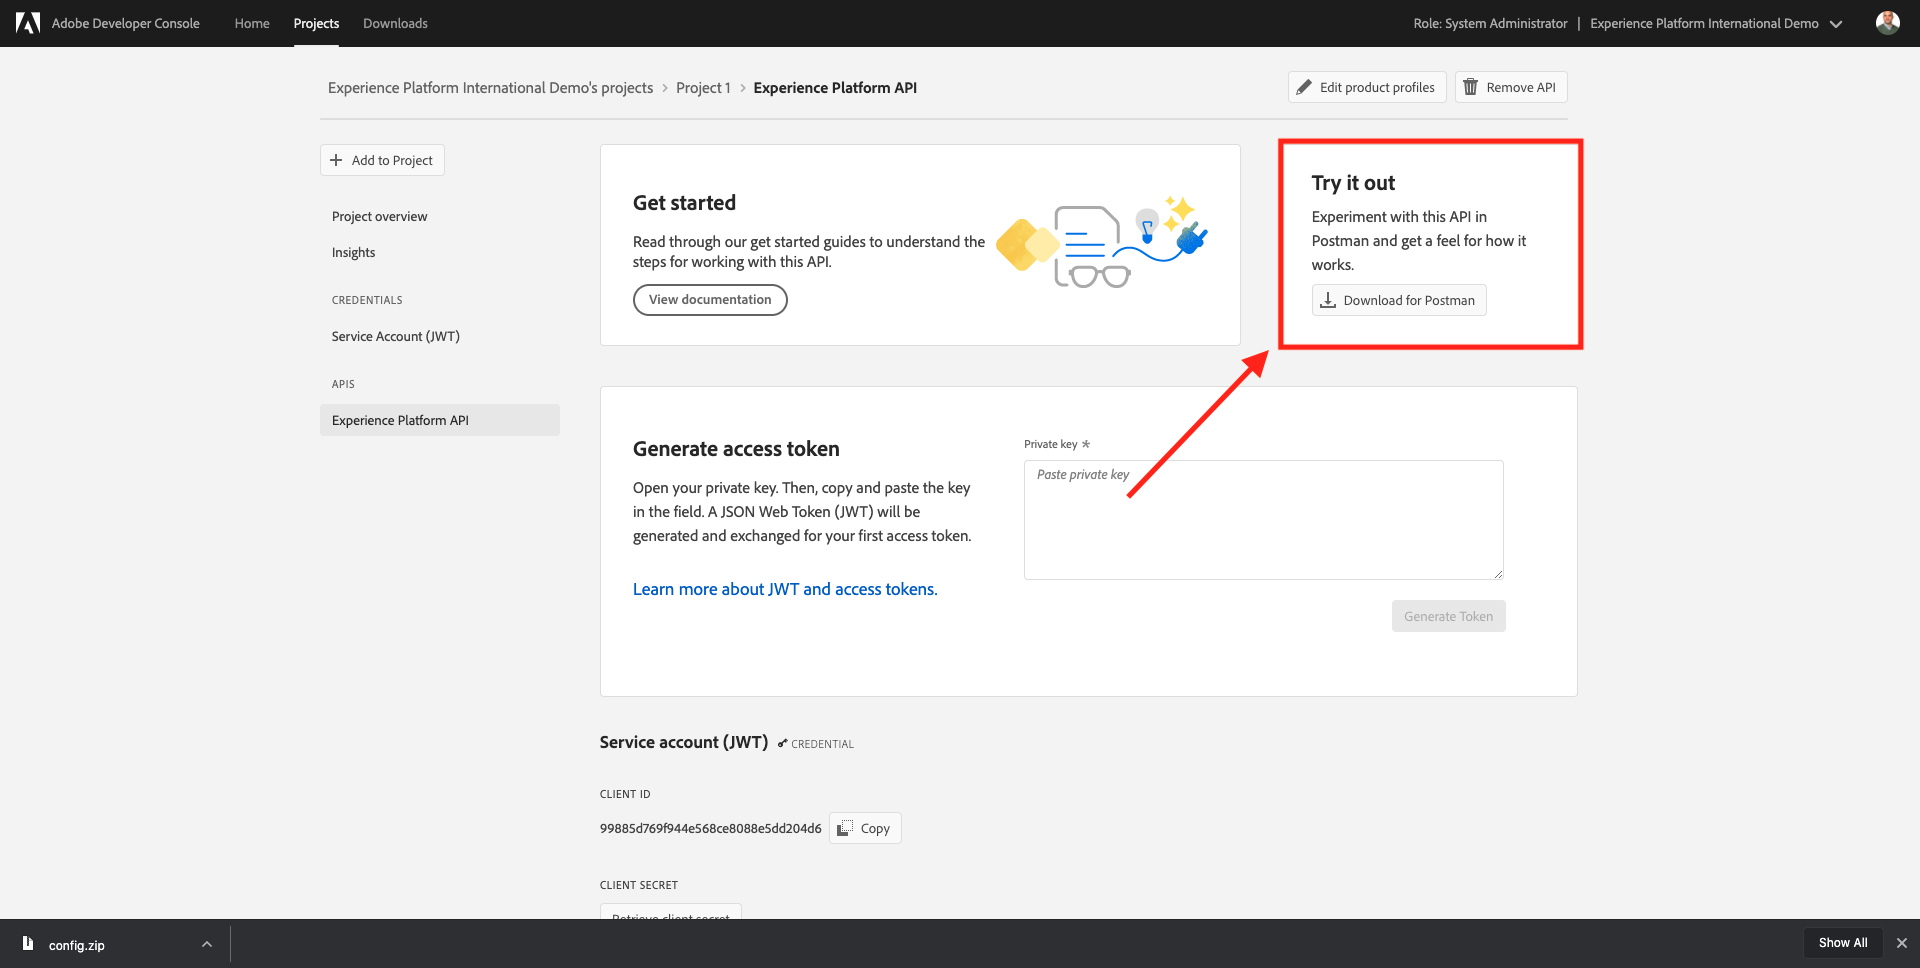 Adobe Developer Console
Home
Projects
Downloads
Role: System Administrator | Experience Platform International Demo
Experience Platform International Demo's projects > Project 1 > Experience Platform API
Edit product profiles
Remove API
Add to Project
Project overview
Insights
CREDENTIALS
Service Account (JWT)
APIS
Experience Platform API
Get started
Read through our get started guides to understand the
steps for working with this API.
View documentation
Try it out
Experiment with this API in
Postman and get a feel for how it
works.
Download for Postman
Generate access token
Open your private key. Then, copy and paste the key
in the field. A JSON Web Token (JWT) will be
generated and exchanged for your first access token.
Learn more about JWT and access tokens.
Private key *
Paste private key
Generate Token
Service account (JWT)
CREDENTIAL
CLIENT ID
99885d769f944e568ce8088e5dd204d6
Copy
CLIENT SECRET
Retrieve client secret
config.zip
Show All